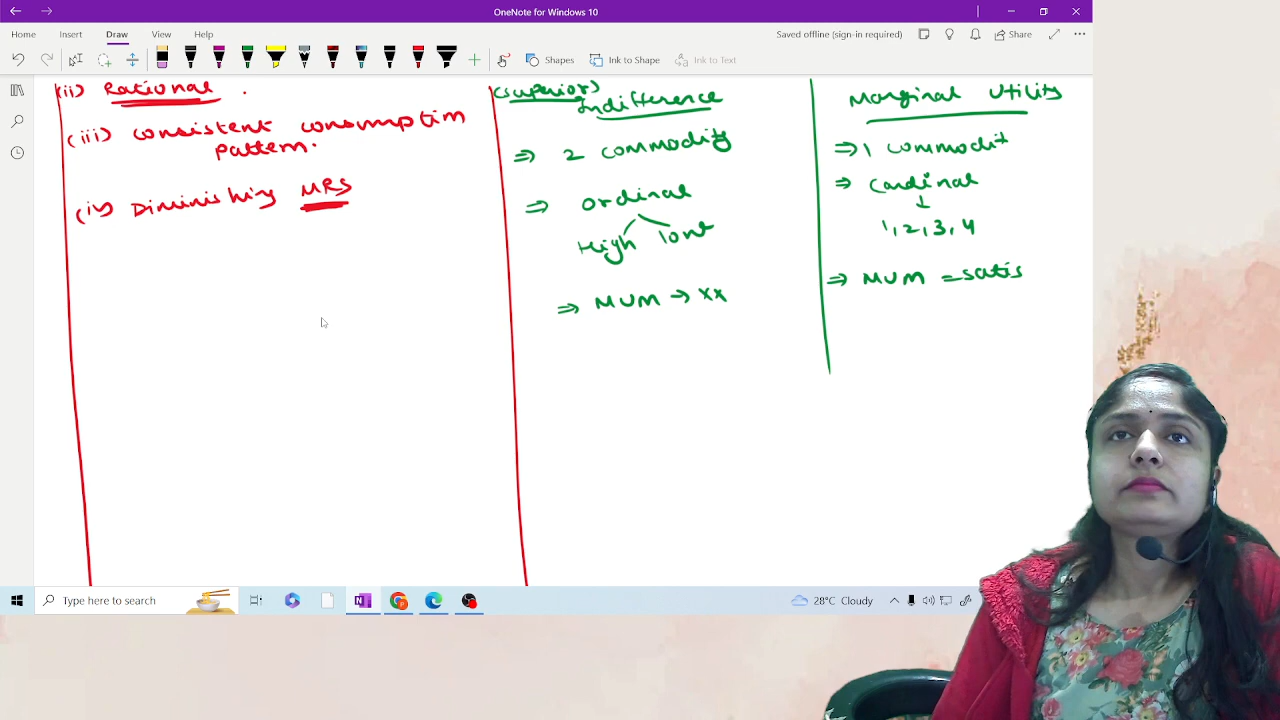 OneNote for Windows 10
Home Insert Draw View Help
Saved offline (sign-in required)
Share
Shapes
Ink to Shape
Ink to Text
(ii) Rational .
(iii) consistent consumption
pattern.
(iv) Diminishing MRS
(superior)
Indifference
⇒ 2 commodity
⇒ ordinal
High low
⇒ MUM → xx
Marginal Utility
⇒ 1 commodit
⇒ Cardinal
↓
1,2,3,4
⇒ MUM = satis
Type here to search
28°C Cloudy